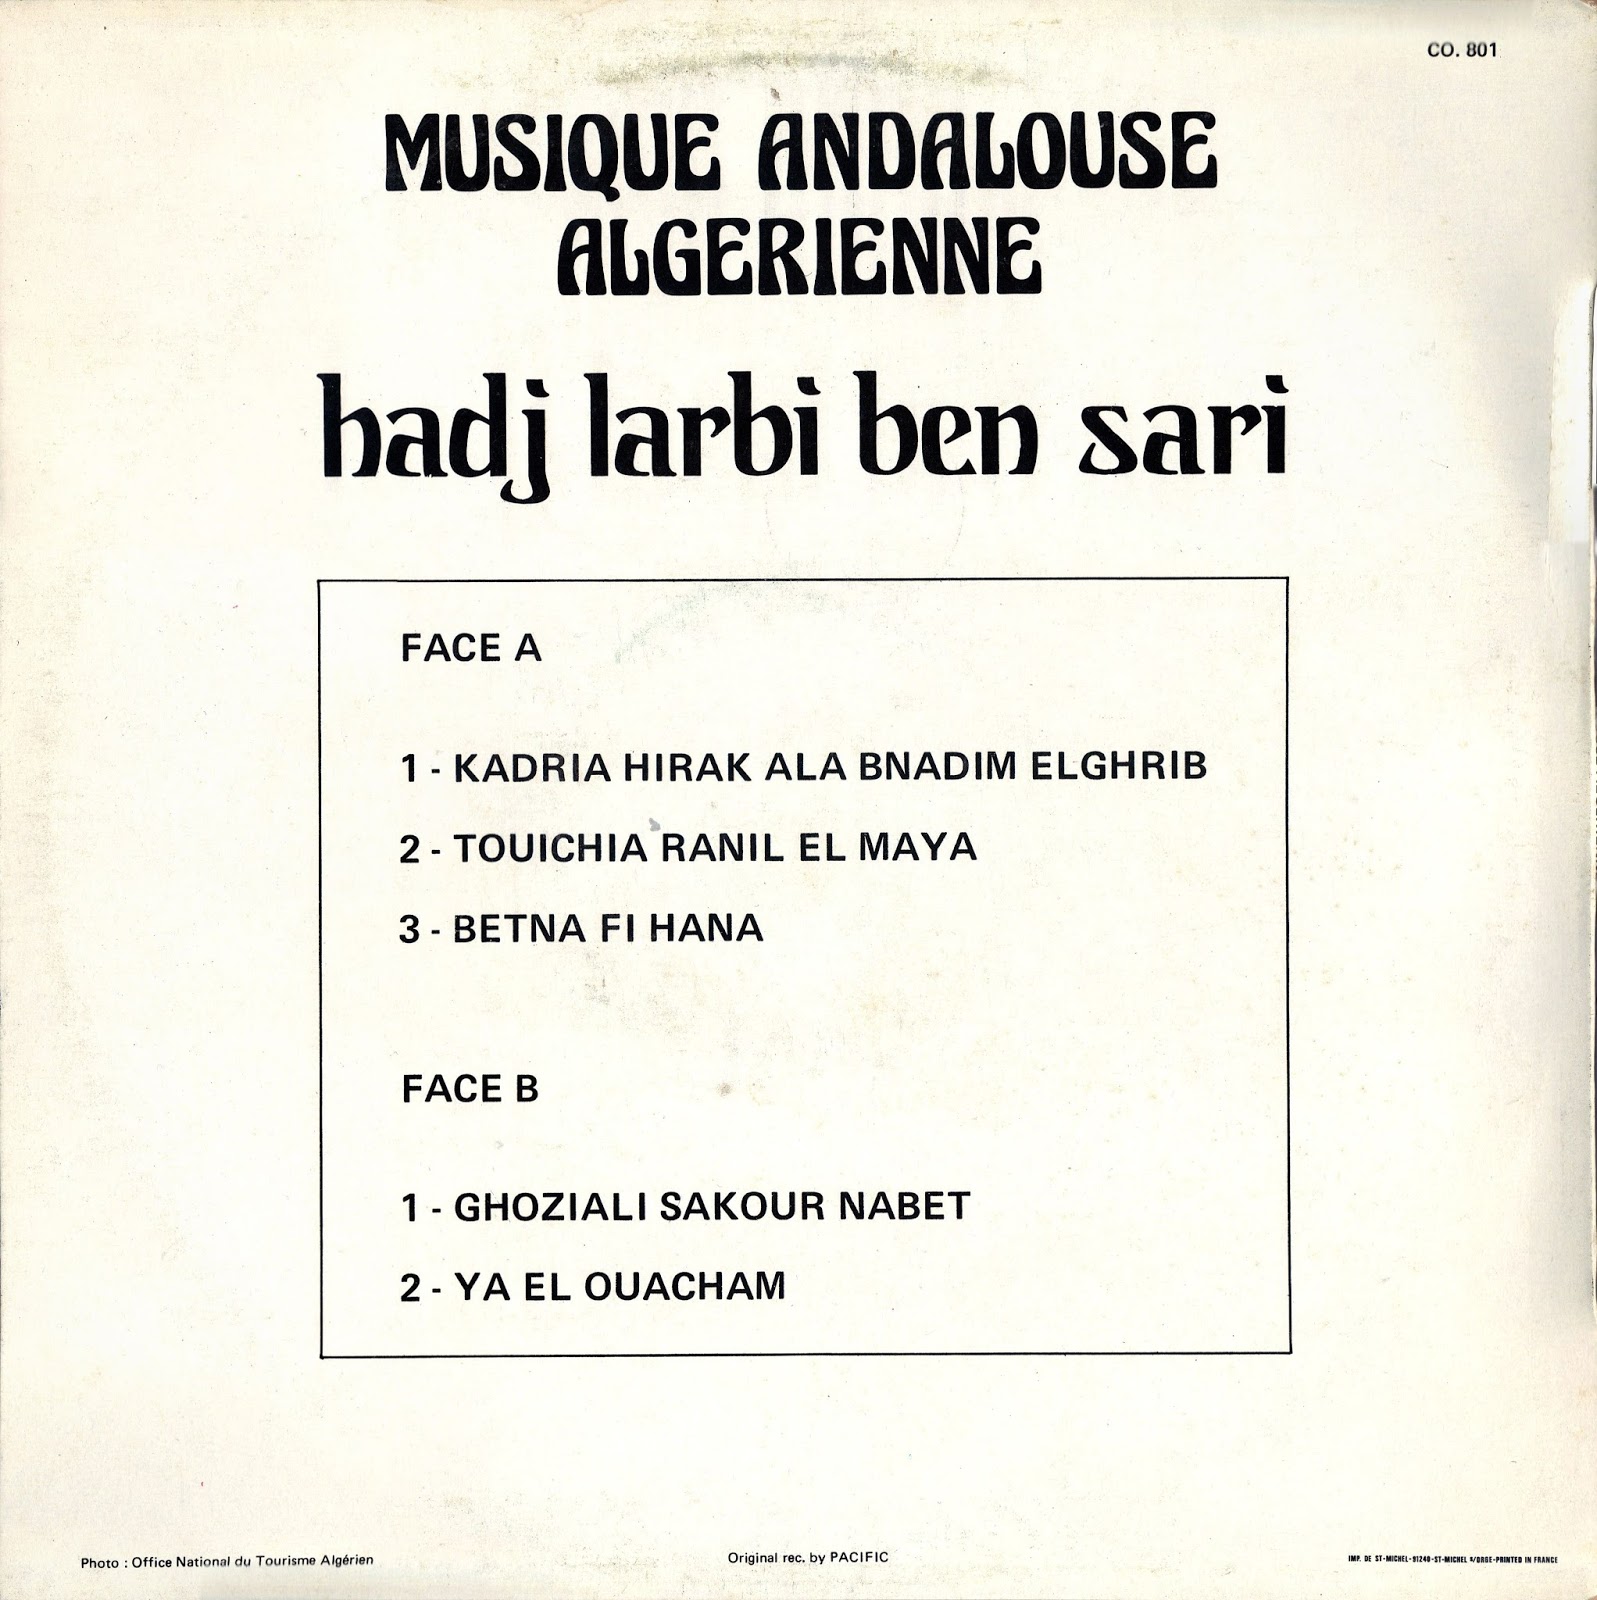 CO. 801
MUSIQUE ANDALOUSE
ALGERIENNE
hadj larbi ben sari
FACE A
1 - KADRIA HIRAK ALA BNADIM ELGHRIB
2 - TOUICHIA RANIL EL MAYA
3 - BETNA FI HANA
FACE B
1 - GHOZIALI SAKOUR NABET
2 - YA EL OUACHAM
Photo : Office National du Tourisme Algérien
Original rec. by PACIFIC
IMP. DE ST-MICHEL-91240-ST-MICHEL S/ORGE-PRINTED IN FRANCE